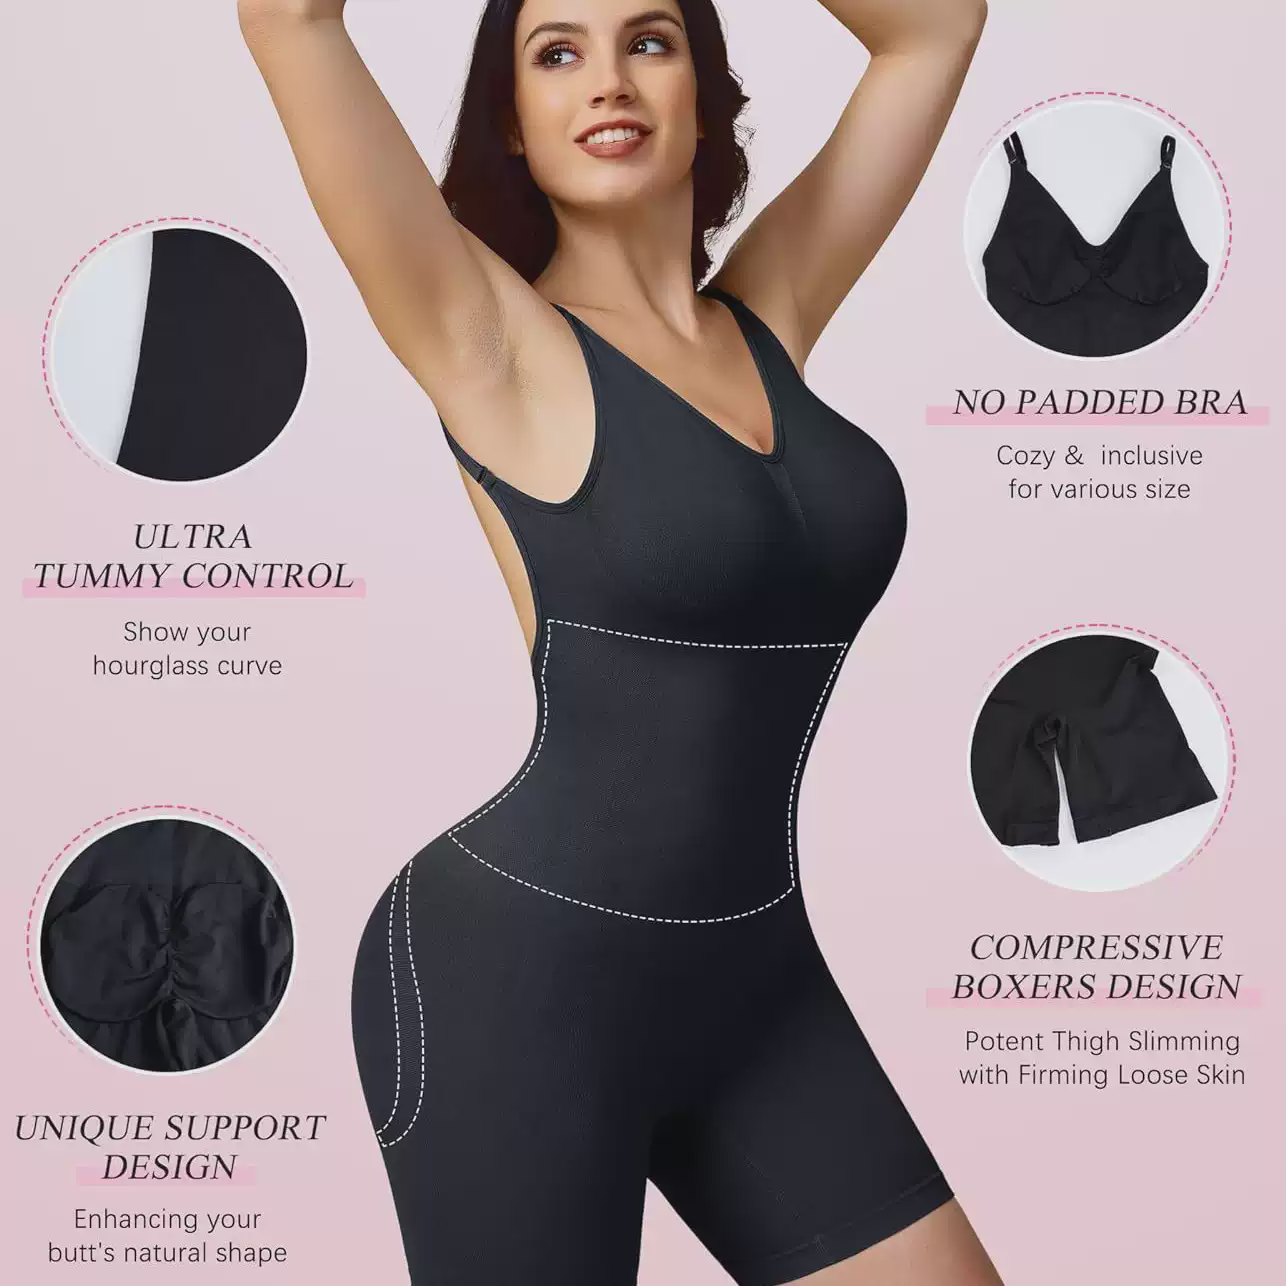 NO PADDED BRA
Cozy & inclusive
for various size
ULTRA
TUMMY CONTROL
Show your
hourglass curve
COMPRESSIVE
BOXERS DESIGN
Potent Thigh Slimming
with Firming Loose Skin
UNIQUE SUPPORT
DESIGN
Enhancing your
butt's natural shape